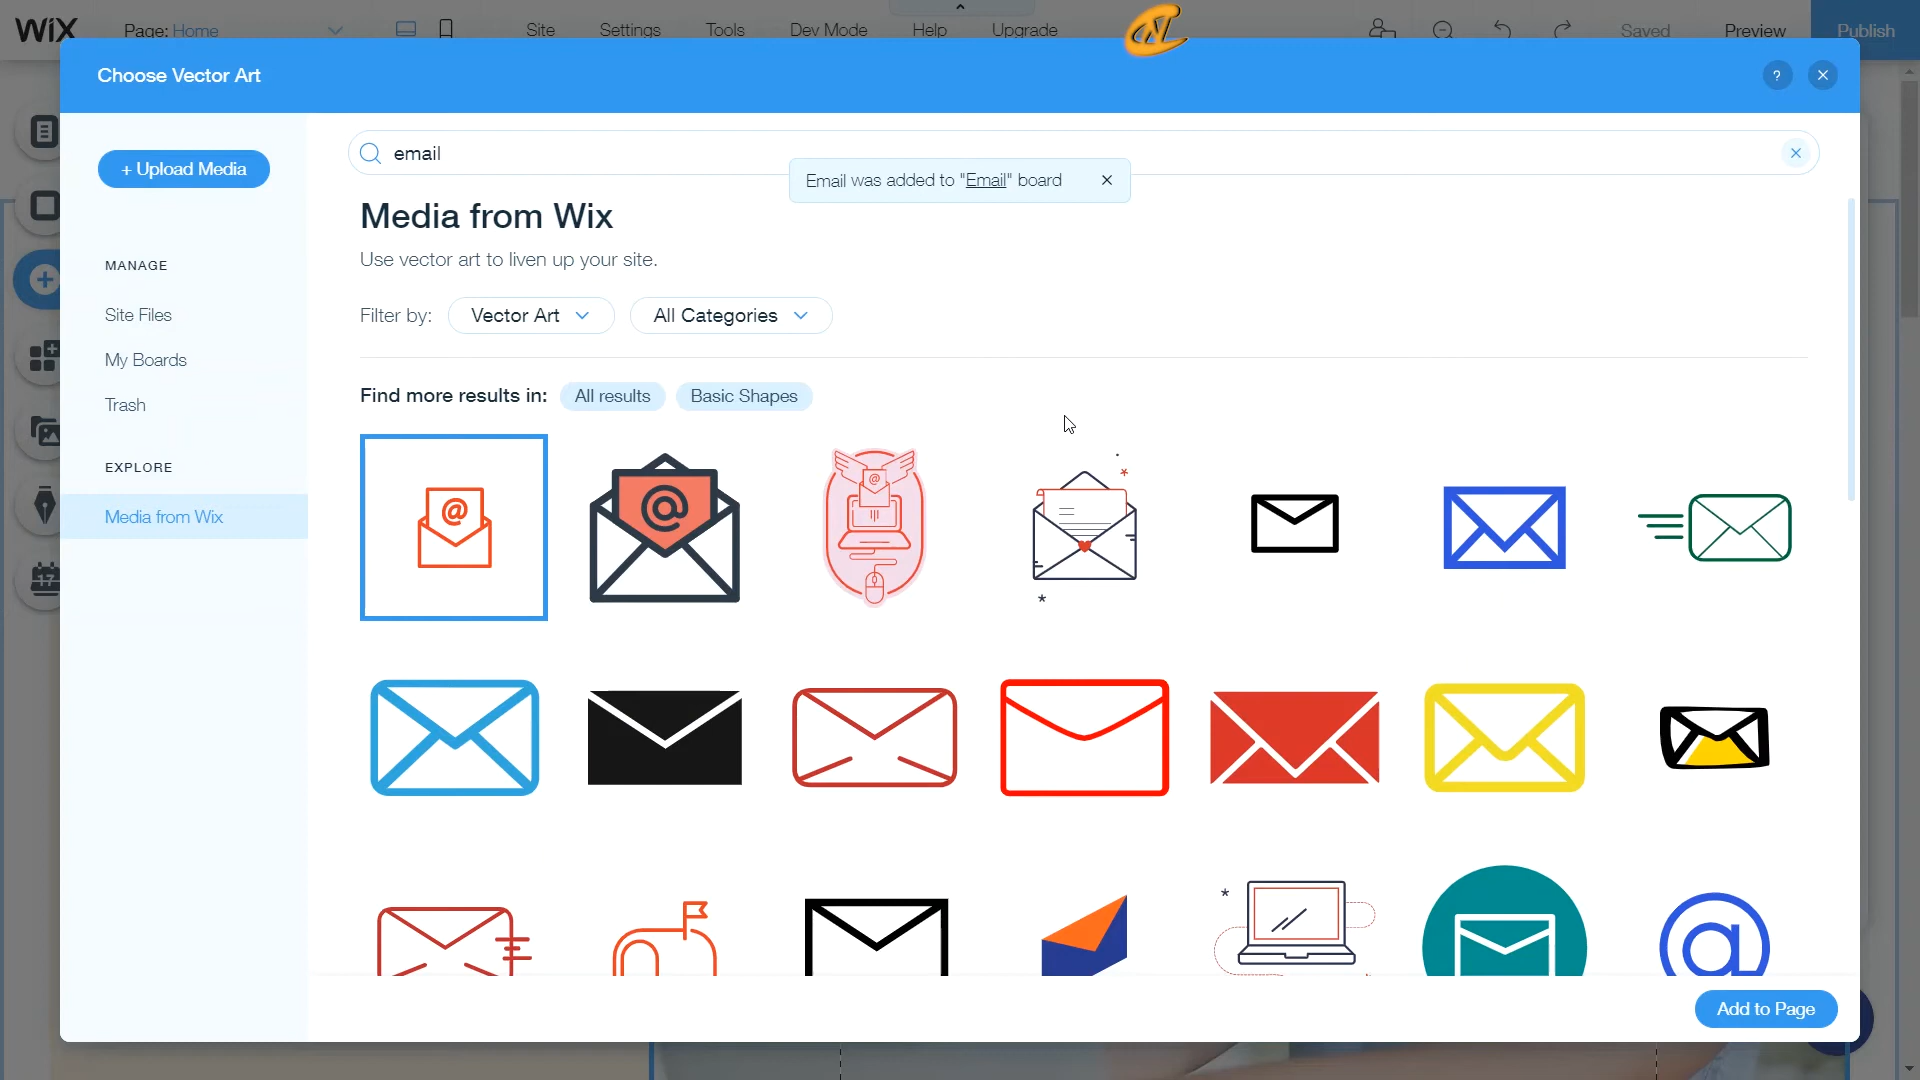 WiX Page: Home Site Settings Tools Dev Mode Help Upgrade Saved Preview Publish
Choose Vector Art ?
+ Upload Media
email
Email was added to "Email" board
Media from Wix
Use vector art to liven up your site.
MANAGE
Site Files
My Boards
Trash
EXPLORE
Media from Wix
Filter by: Vector Art All Categories
Find more results in: All results Basic Shapes
@
@
@
@
17
Add to Page